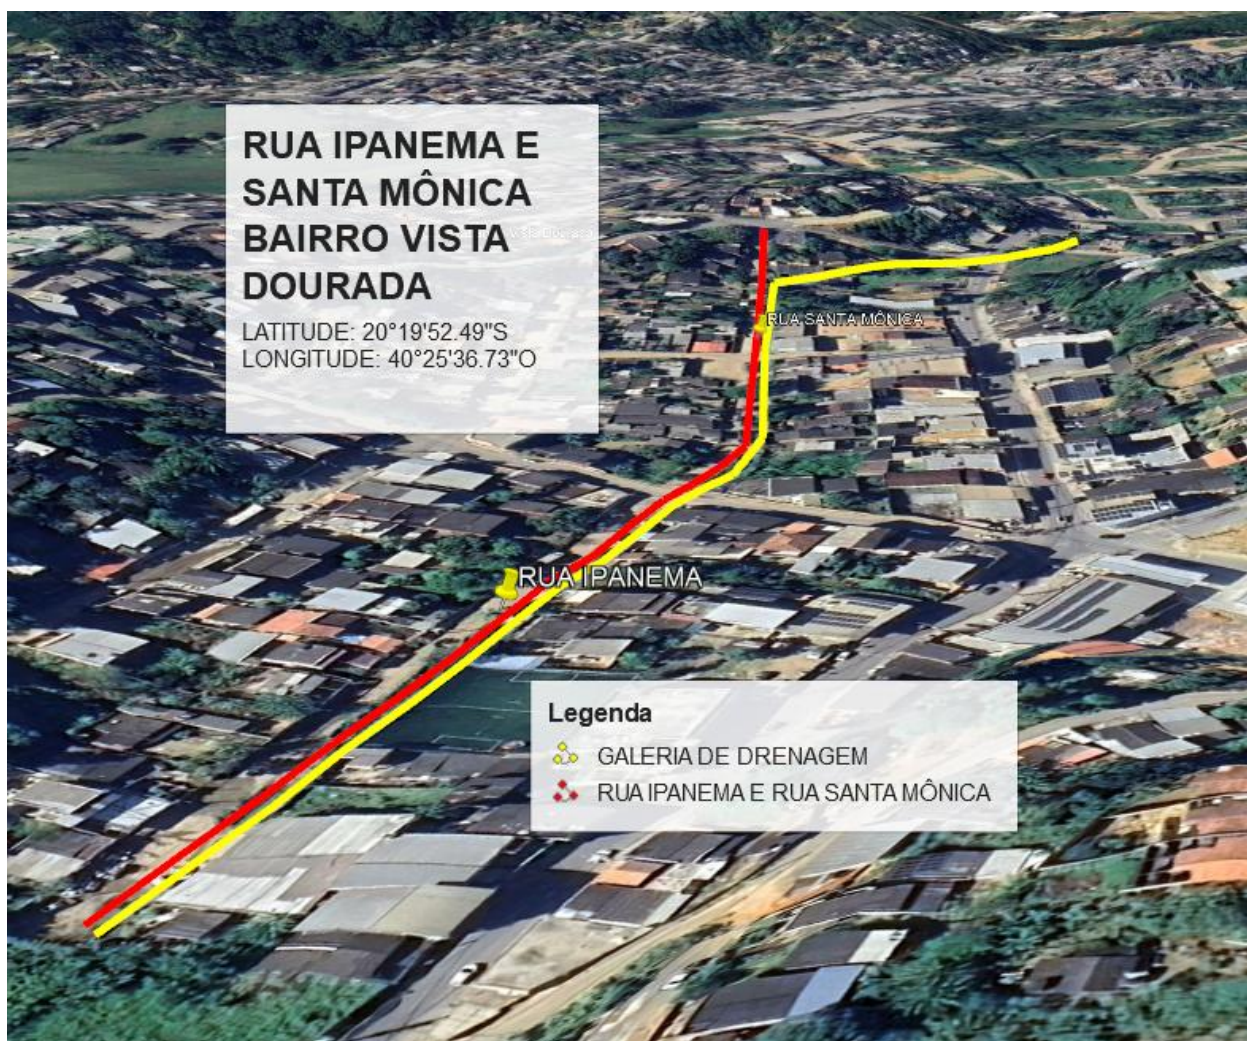 RUA IPANEMA E
SANTA MÔNICA
BAIRRO VISTA
DOURADA
LATITUDE: 20°19'52.49"S
LONGITUDE: 40°25'36.73"O
RUA SANTA MÔNICA
RUA IPANEMA
Legenda
GALERIA DE DRENAGEM
RUA IPANEMA E RUA SANTA MÔNICA